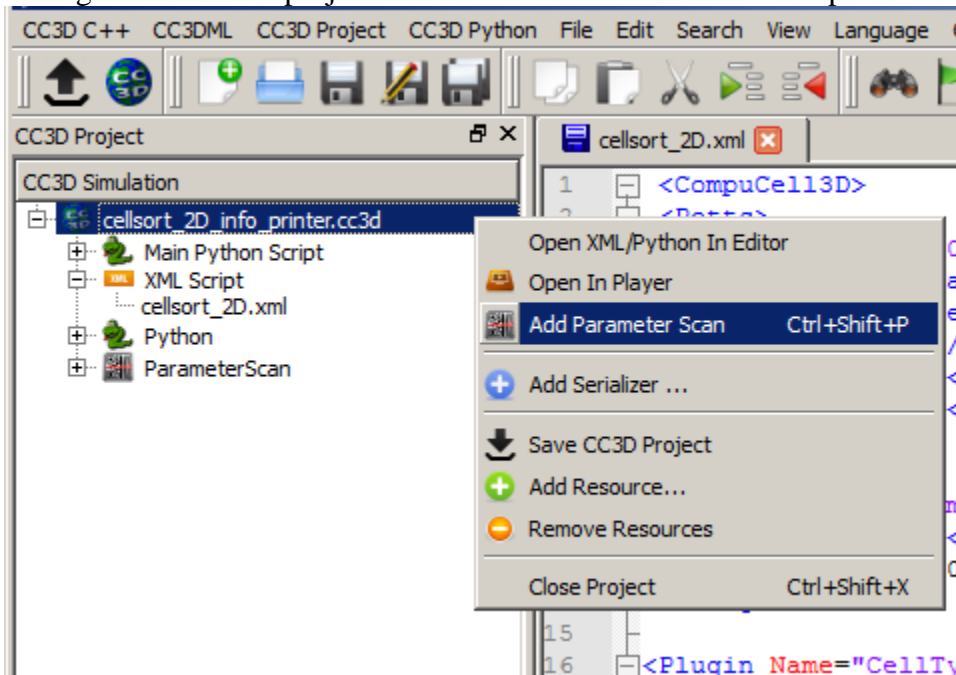 CC3D C++ CC3DML CC3D Project CC3D Python File Edit Search View Language
CC3D
CC3D Project
cellsort_2D.xml
CC3D Simulation
1 <CompuCell3D>
2 <Potts>
cellsort_2D_info_printer.cc3d
Main Python Script
XML Script
cellsort_2D.xml
Python
ParameterScan
Open XML/Python In Editor
Open In Player
Add Parameter Scan Ctrl+Shift+P
Add Serializer ...
Save CC3D Project
Add Resource...
Remove Resources
Close Project Ctrl+Shift+X
15
16 <Plugin Name="CellTy